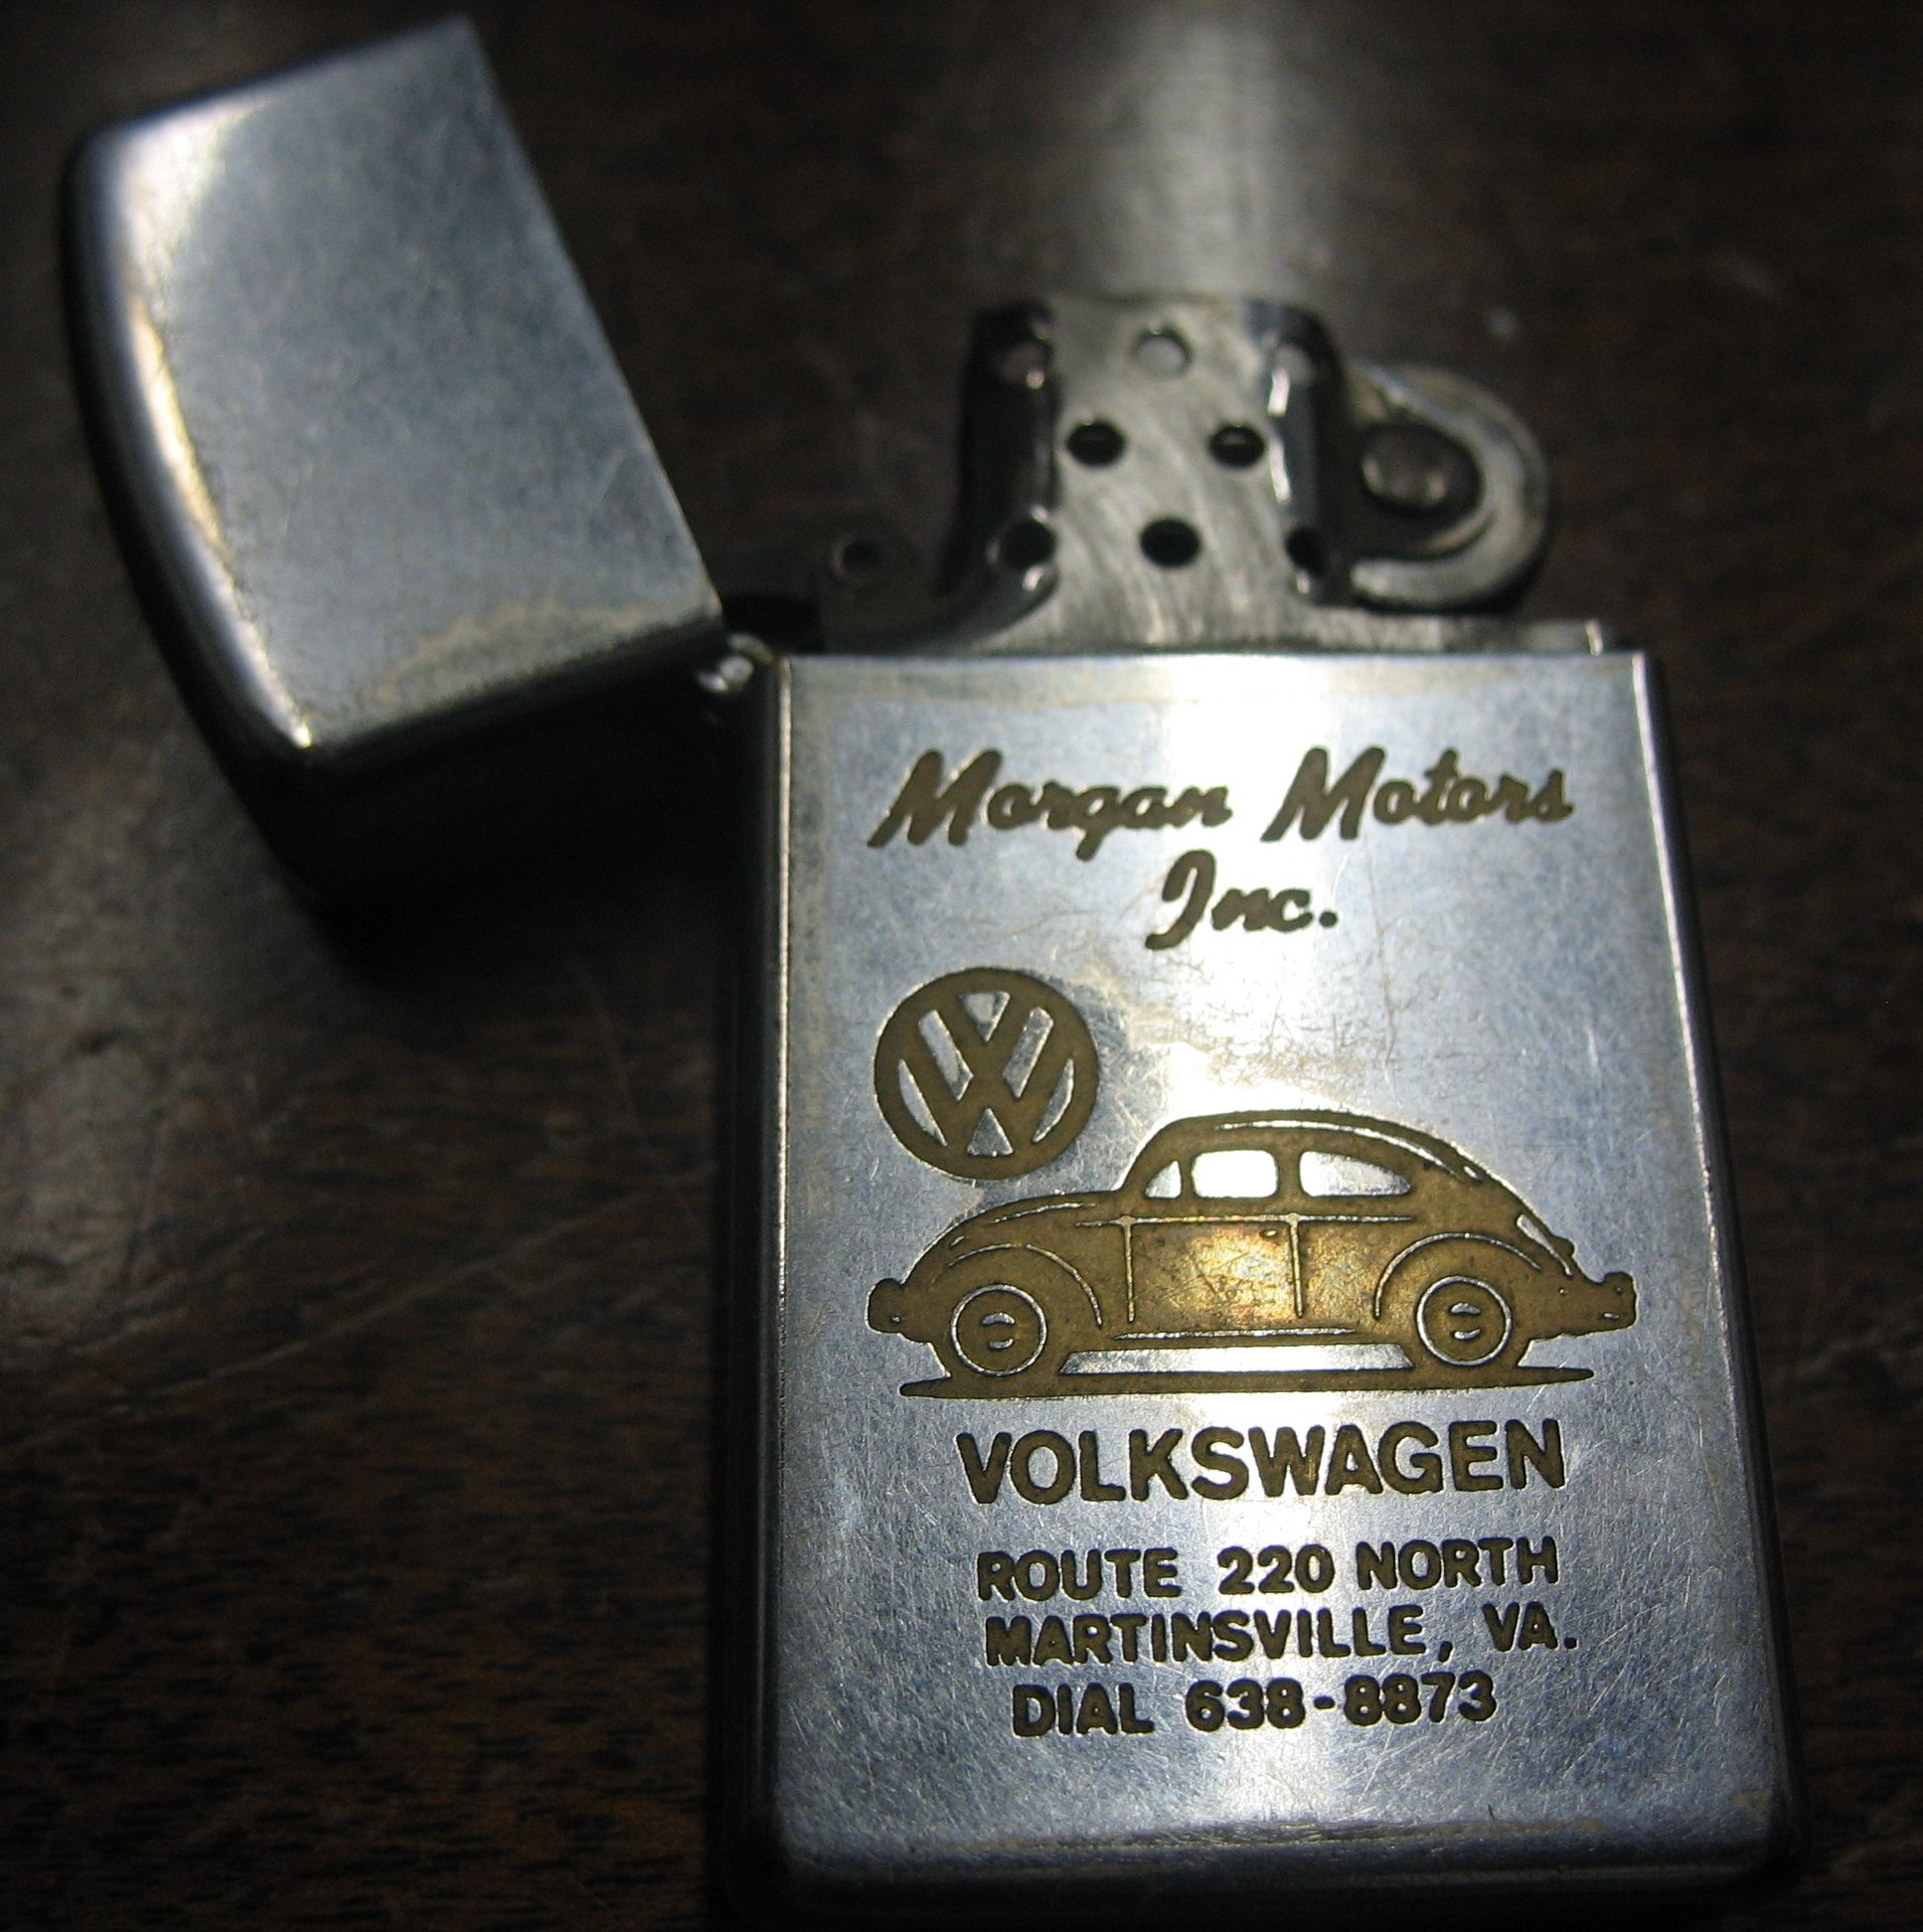 Morgan Motors
Inc.
VW
VOLKSWAGEN
ROUTE 220 NORTH
MARTINSVILLE, VA.
DIAL 638-8873